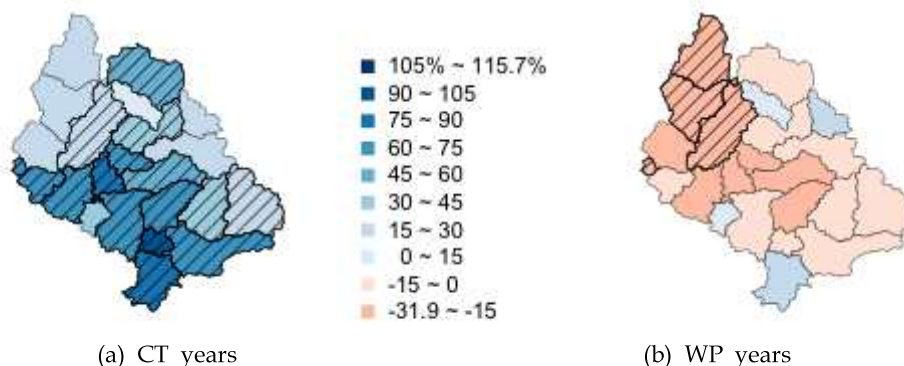 105% ~ 115.7%
90 ~ 105
75 ~ 90
60 ~ 75
45 ~ 60
30 ~ 45
15 ~ 30
0 ~ 15
-15 ~ 0
-31.9 ~ -15
(a) CT years
(b) WP years